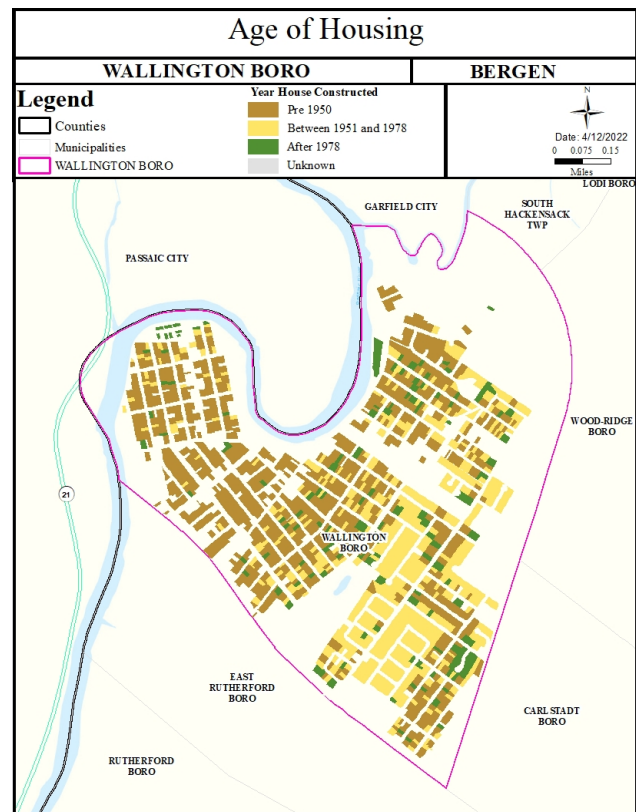 Age of Housing
WALLINGTON BORO
BERGEN
Legend
Counties
Municipalities
WALLINGTON BORO
Year House Constructed
Pre 1950
Between 1951 and 1978
After 1978
Unknown
N
Date: 4/12/2022
0 0.075 0.15
Miles
LODI BORO
GARFIELD CITY
SOUTH
HACKENSACK
TWP
PASSAIC CITY
WOOD-RIDGE
BORO
21
WALLINGTON
BORO
EAST
RUTHERFORD
BORO
CARLSTADT
BORO
RUTHERFORD
BORO